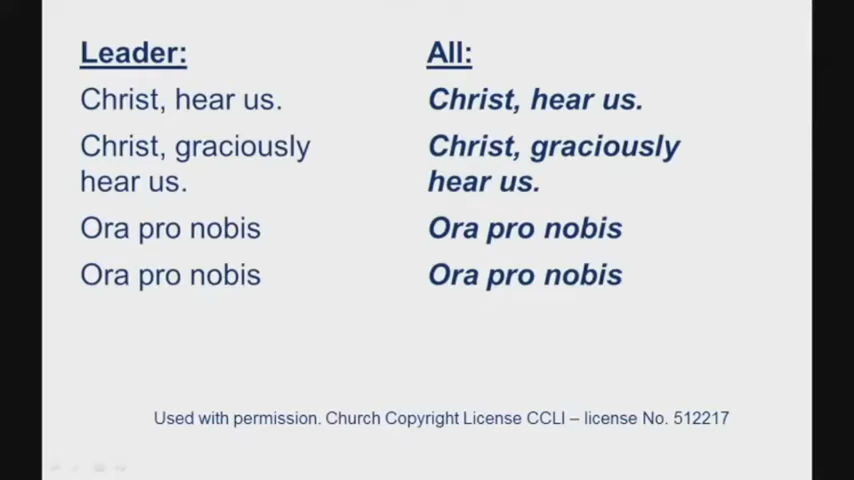 Leader: All:
Christ, hear us. Christ, hear us.
Christ, graciously Christ, graciously
hear us. hear us.
Ora pro nobis Ora pro nobis
Ora pro nobis Ora pro nobis
Used with permission. Church Copyright License CCLI – license No. 512217